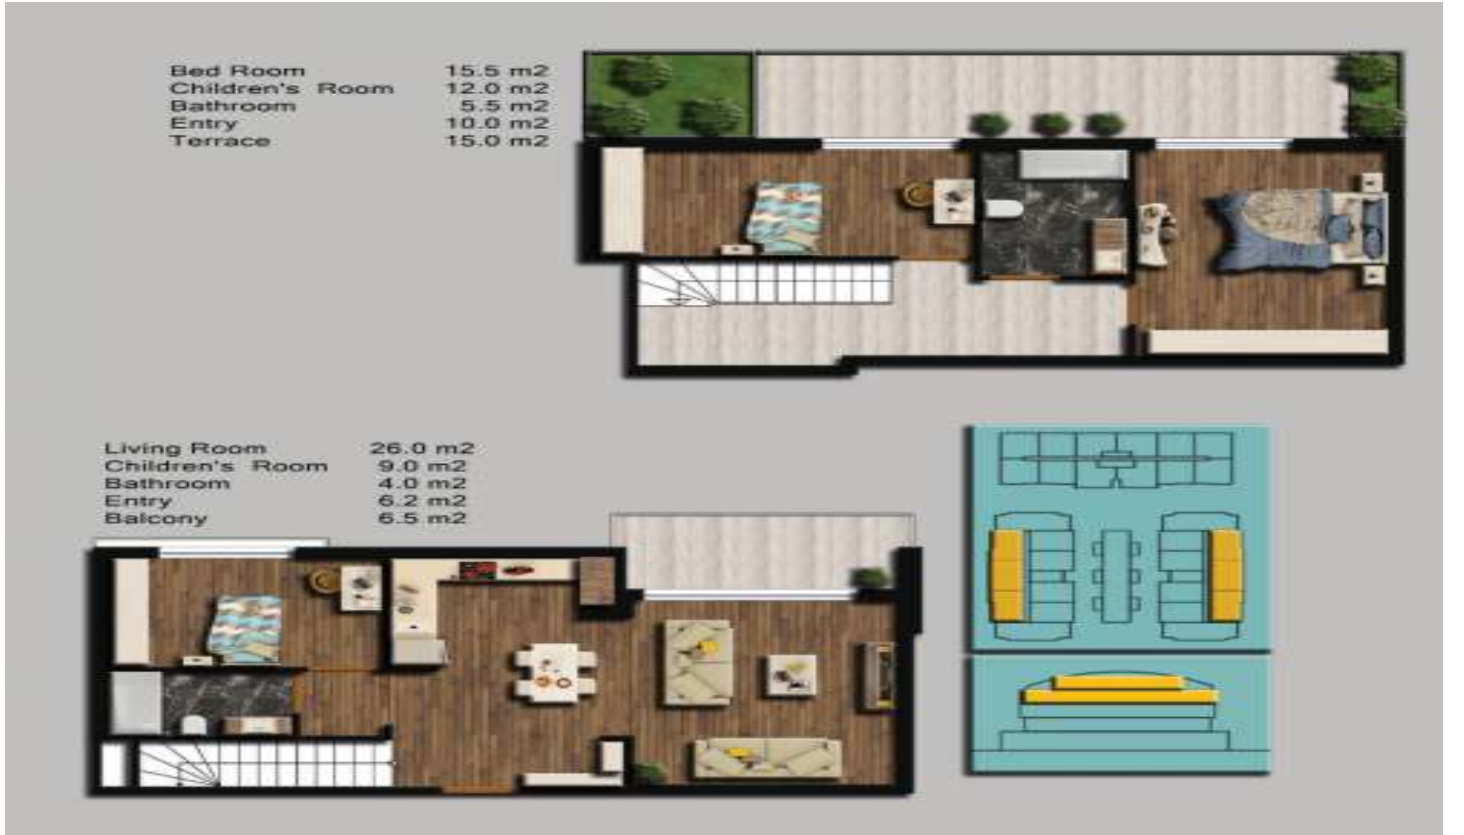 Bed Room 15.5 m2
Children's Room 12.0 m2
Bathroom 5.5 m2
Entry 10.0 m2
Terrace 15.0 m2
Living Room 26.0 m2
Children's Room 9.0 m2
Bathroom 4.0 m2
Entry 6.2 m2
Balcony 6.5 m2